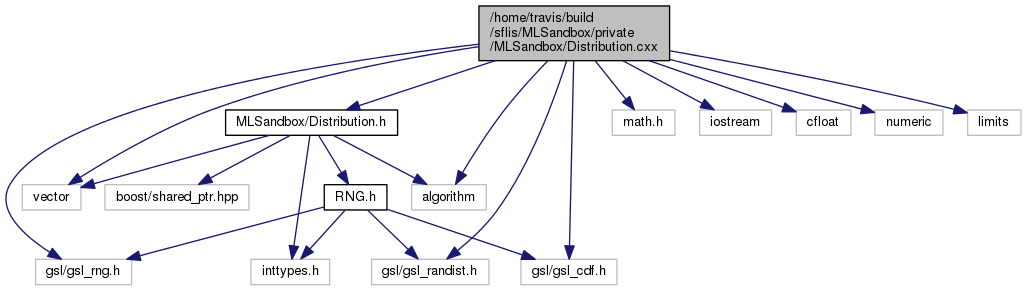 /home/travis/build
/sflis/MLSandbox/private
/MLSandbox/Distribution.cxx
MLSandbox/Distribution.h
math.h
iostream
cfloat
numeric
limits
vector
boost/shared_ptr.hpp
RNG.h
algorithm
gsl/gsl_rng.h
inttypes.h
gsl/gsl_randist.h
gsl/gsl_cdf.h